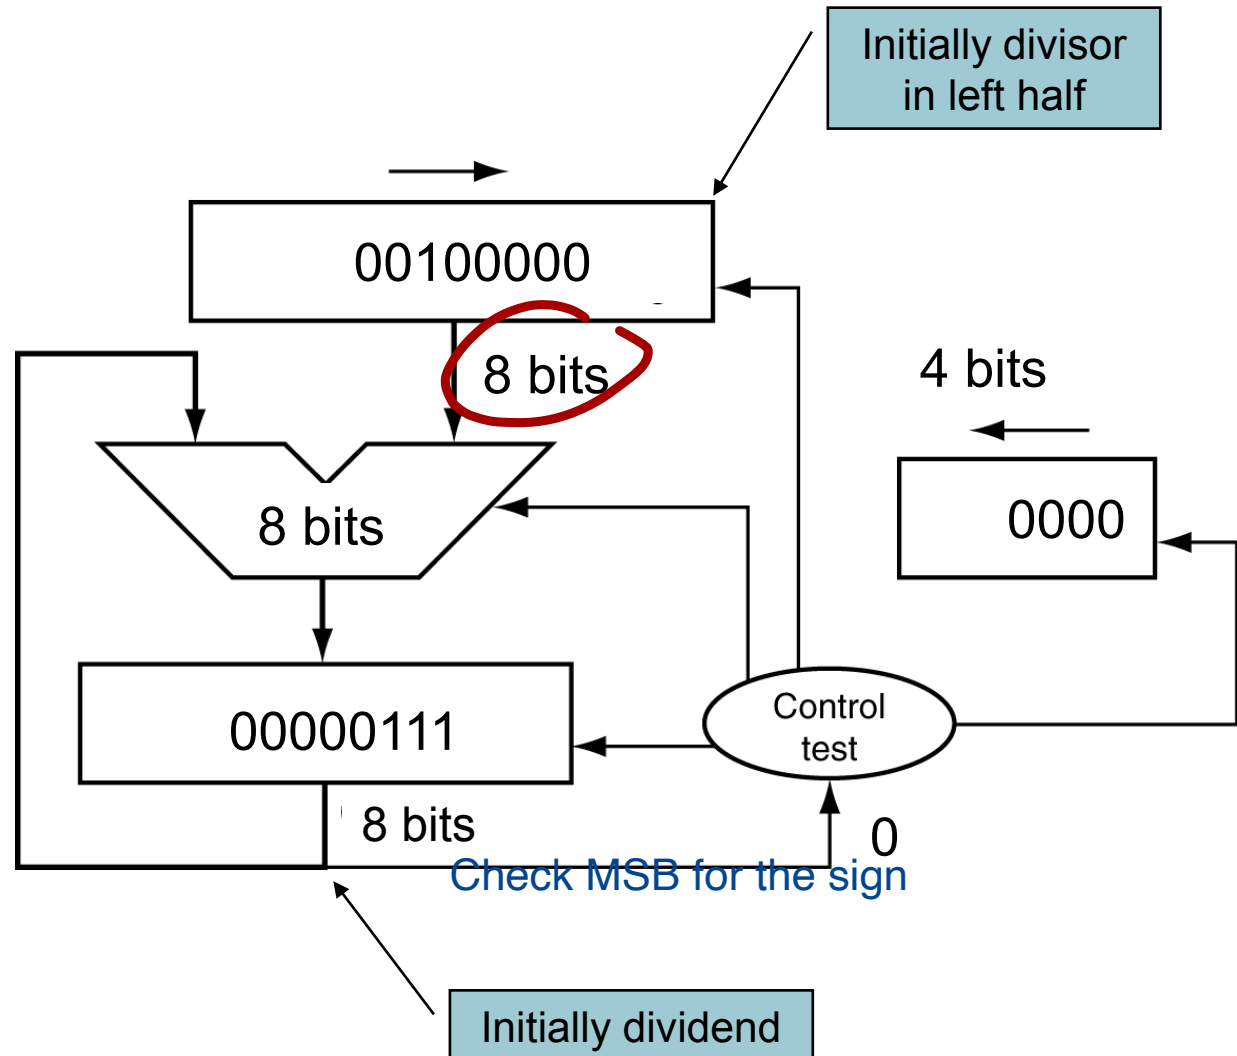 Initially divisor
in left half
00100000
8 bits
4 bits
8 bits
0000
00000111
Control
test
8 bits
0
Check MSB for the sign
Initially dividend